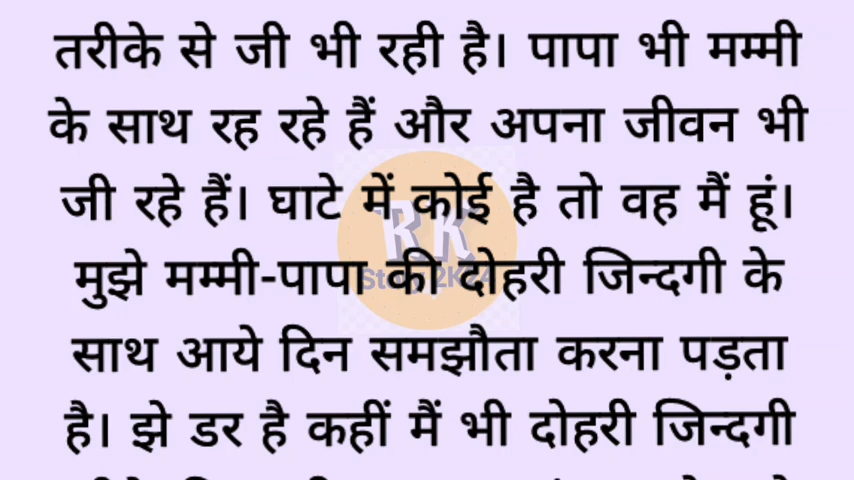 तरीके से जी भी रही है। पापा भी मम्मी
के साथ रह रहे हैं और अपना जीवन भी
जी रहे हैं। घाटे में कोई है तो वह मैं हूं।
RK
मुझे मम्मी-पापा की दोहरी जिन्दगी के
साथ आये दिन समझौता करना पड़ता
है। झे डर है कहीं मैं भी दोहरी जिन्दगी